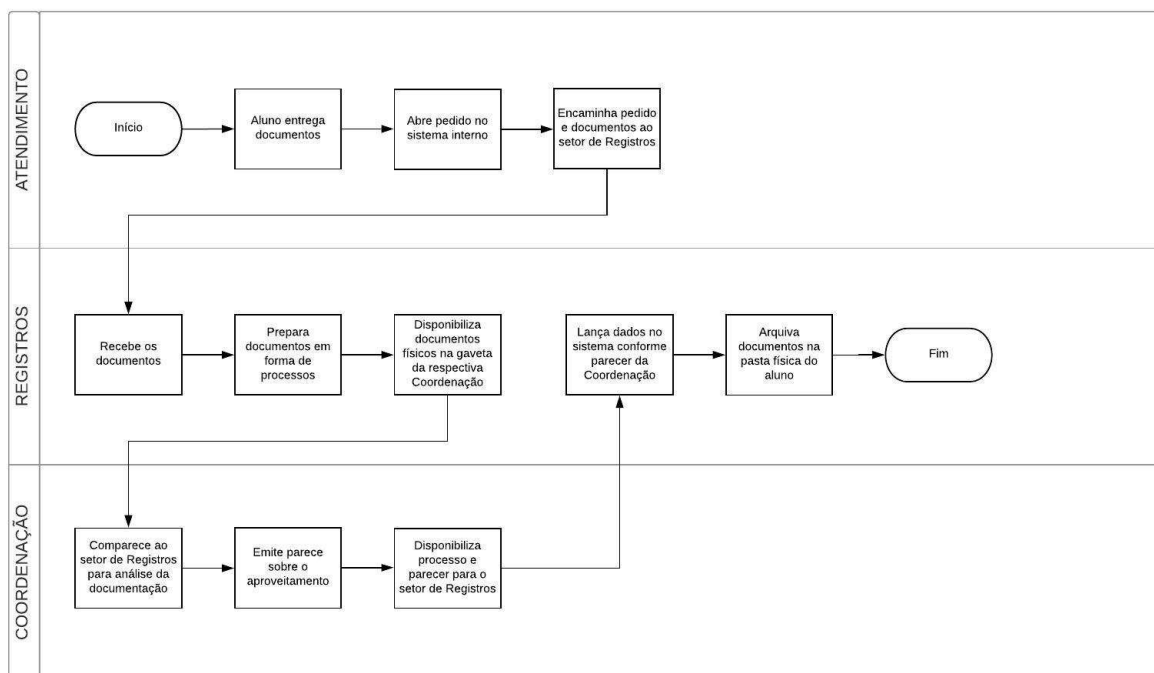 ATENDIMENTO
Início
Aluno entrega
documentos
Abre pedido no
sistema interno
Encaminha pedido
e documentos ao
setor de Registros
REGISTROS
Recebe os
documentos
Prepara
documentos em
forma de
processos
Disponibiliza
documentos
físicos na gaveta
da respectiva
Coordenação
Lança dados no
sistema conforme
parecer da
Coordenação
Arquiva
documentos na
pasta física do
aluno
Fim
COORDENAÇÃO
Comparece ao
setor de Registros
para análise da
documentação
Emite parece
sobre o
aproveitamento
Disponibiliza
processo e
parecer para o
setor de Registros